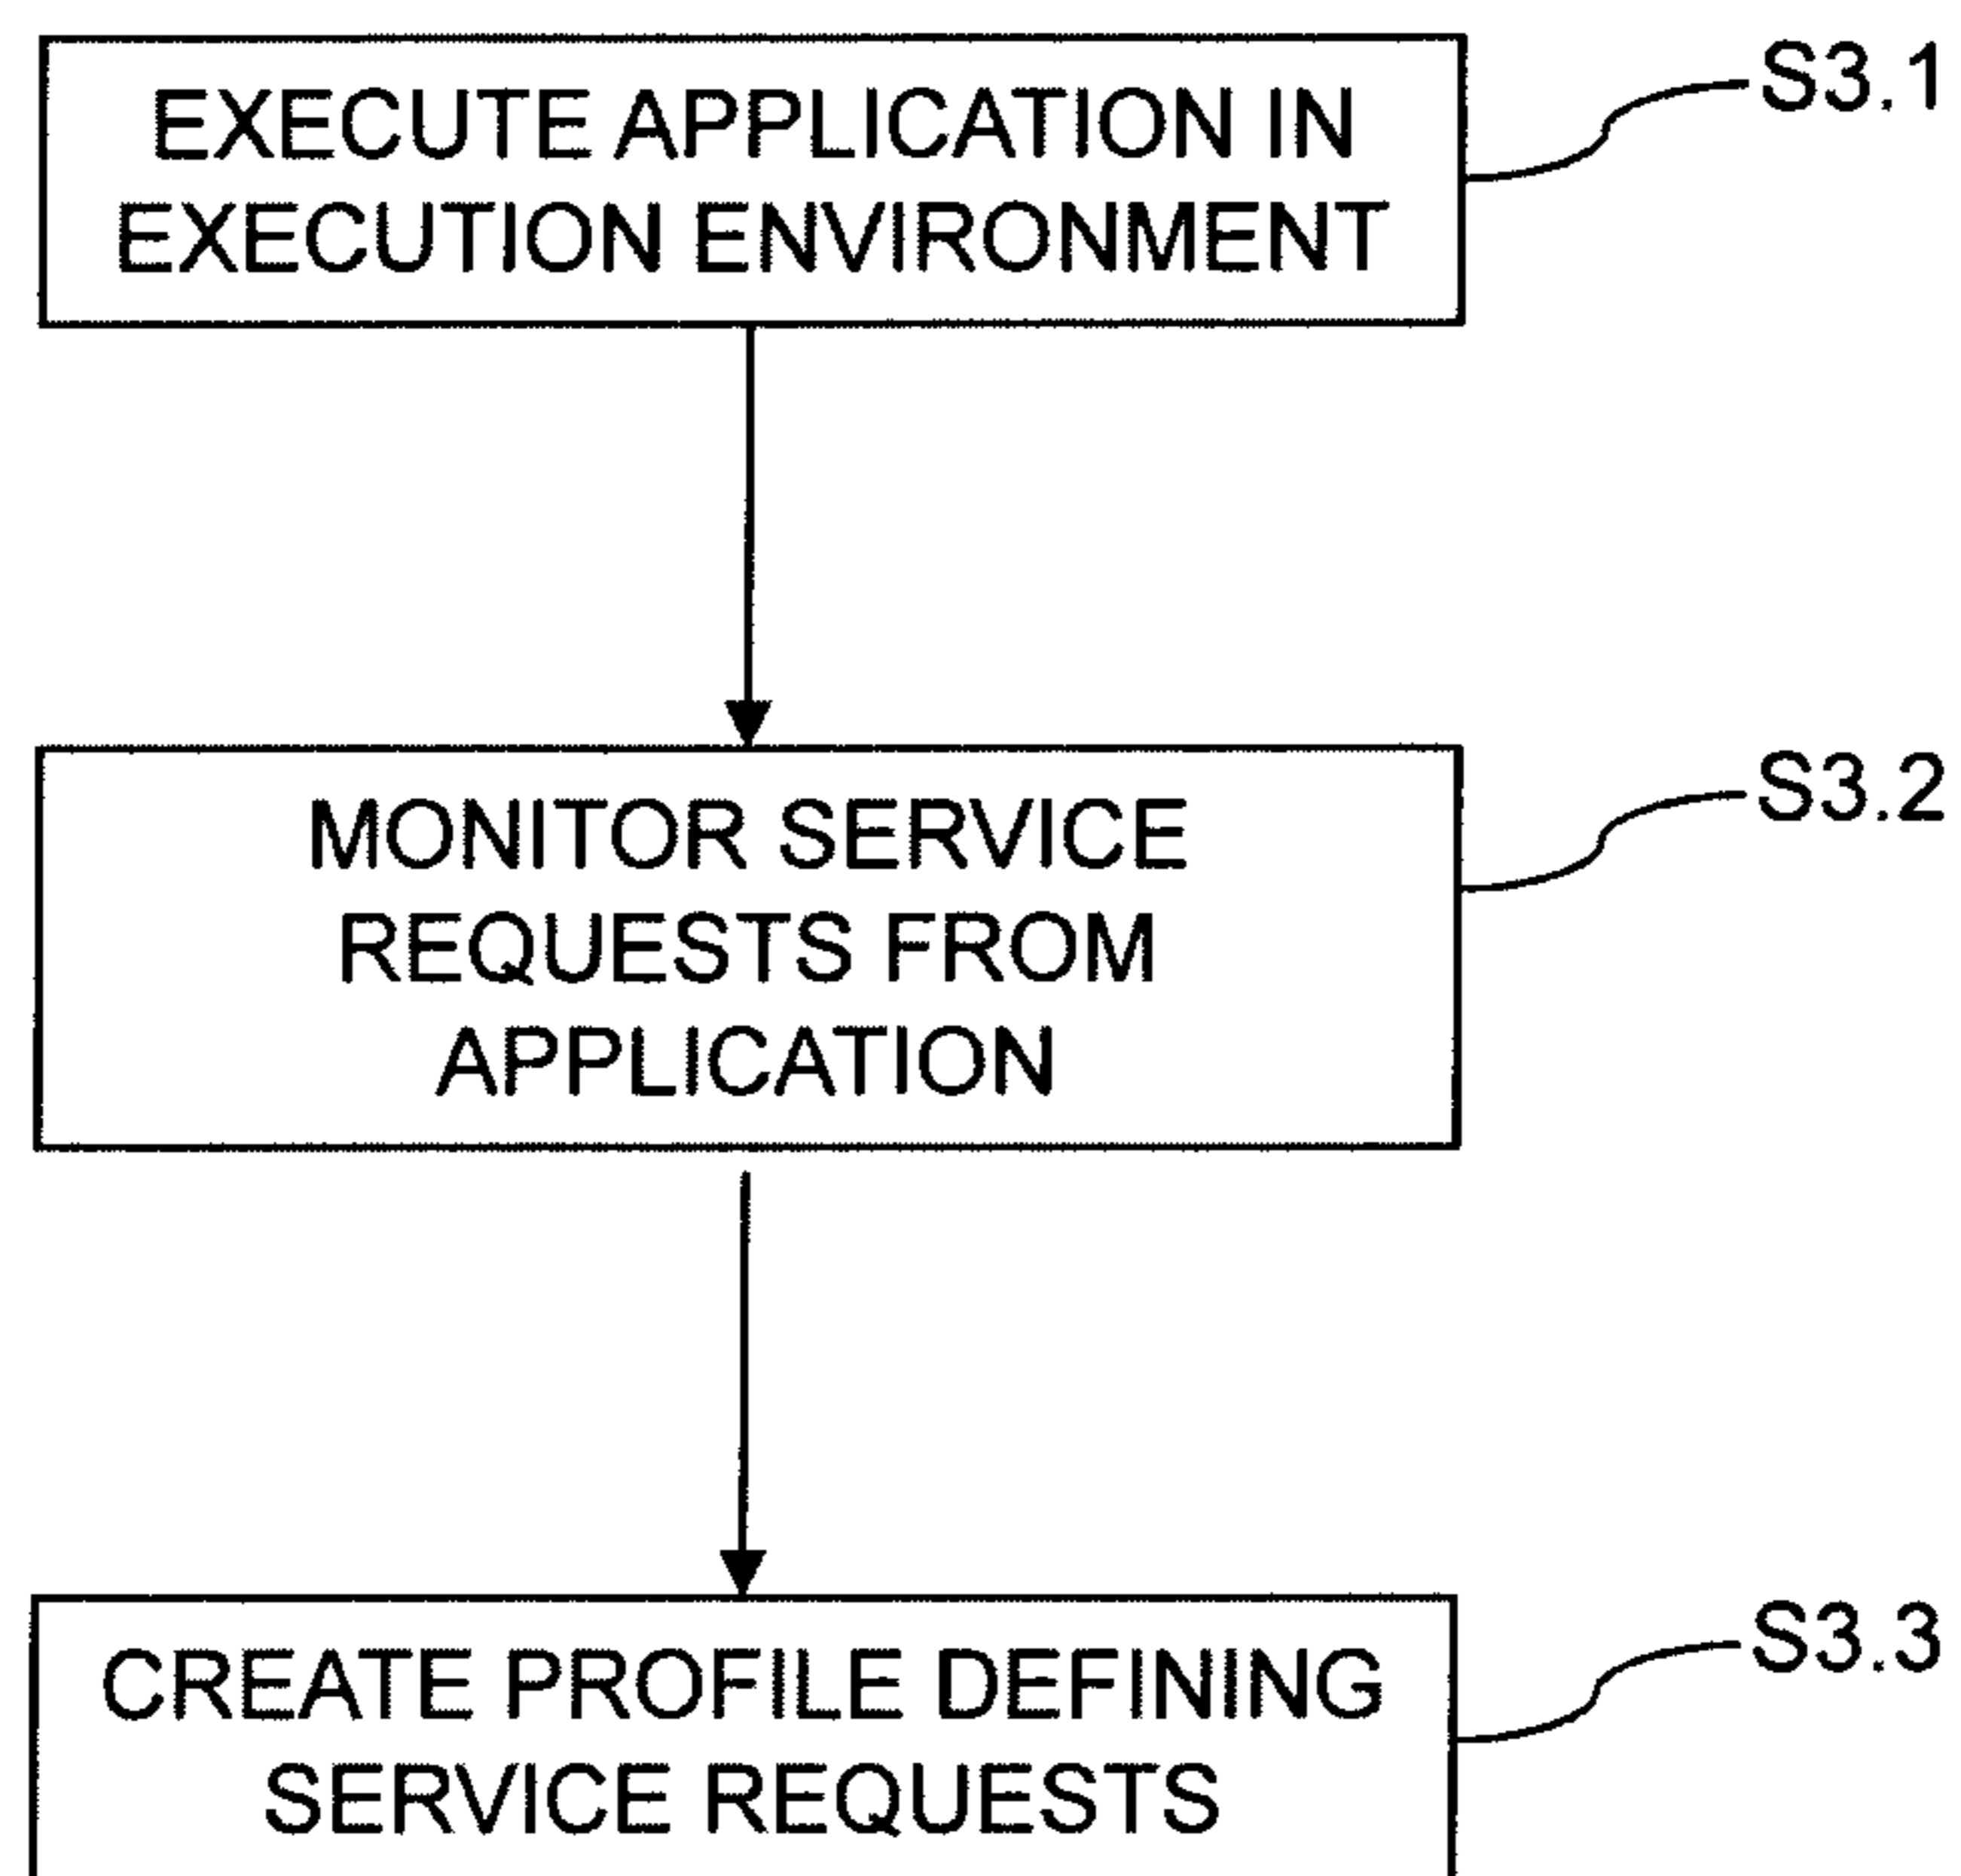 EXECUTE APPLICATION IN
EXECUTION ENVIRONMENT
S3.1
MONITOR SERVICE
REQUESTS FROM
APPLICATION
S3.2
CREATE PROFILE DEFINING
SERVICE REQUESTS
S3.3